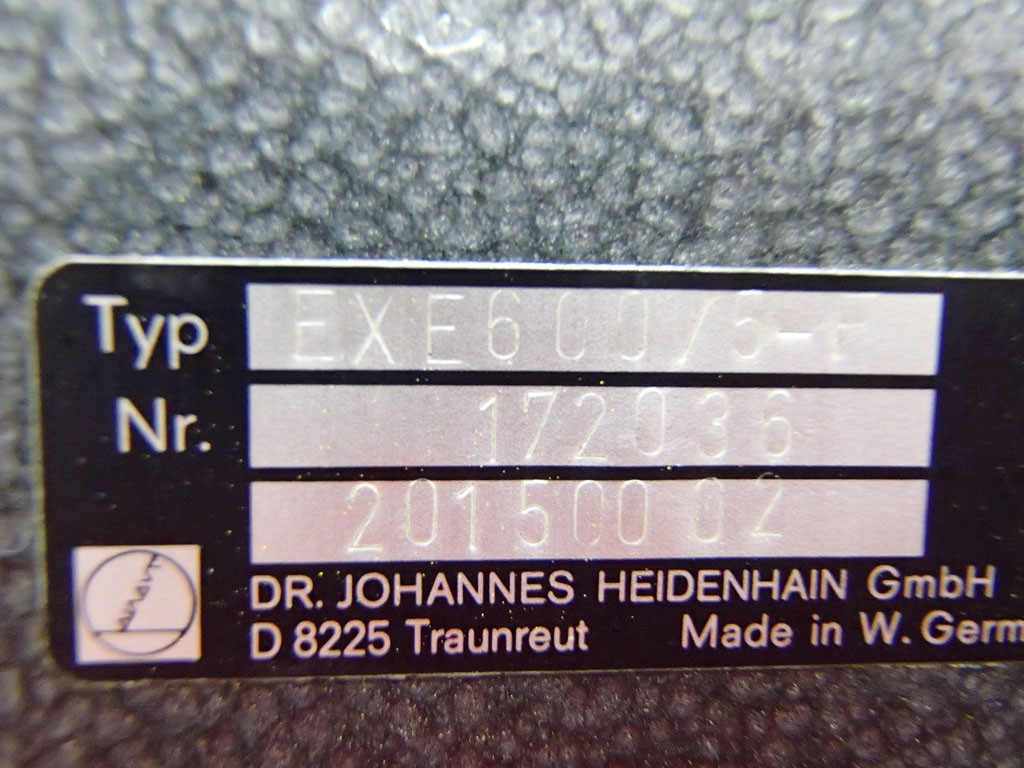 Typ EXE600/5-F
Nr. 172036
20150002
DR. JOHANNES HEIDENHAIN GmbH
D 8225 Traunreut Made in W. Germ